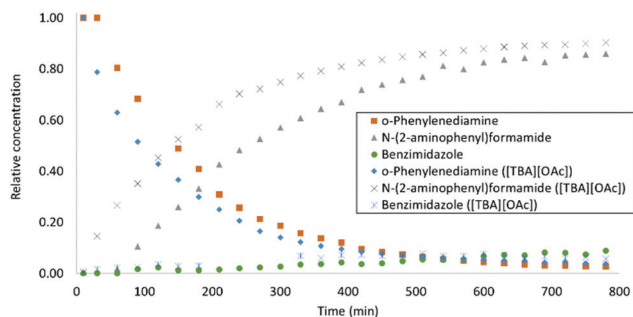 1.00
0.80
0.60
0.40
0.20
0.00
Relative concentration
o-Phenylenediamine
N-(2-aminophenyl)formamide
Benzimidazole
o-Phenylenediamine ([TBA][OAc])
N-(2-aminophenyl)formamide ([TBA][OAc])
Benzimidazole ([TBA][OAc])
0 100 200 300 400 500 600 700 800
Time (min)